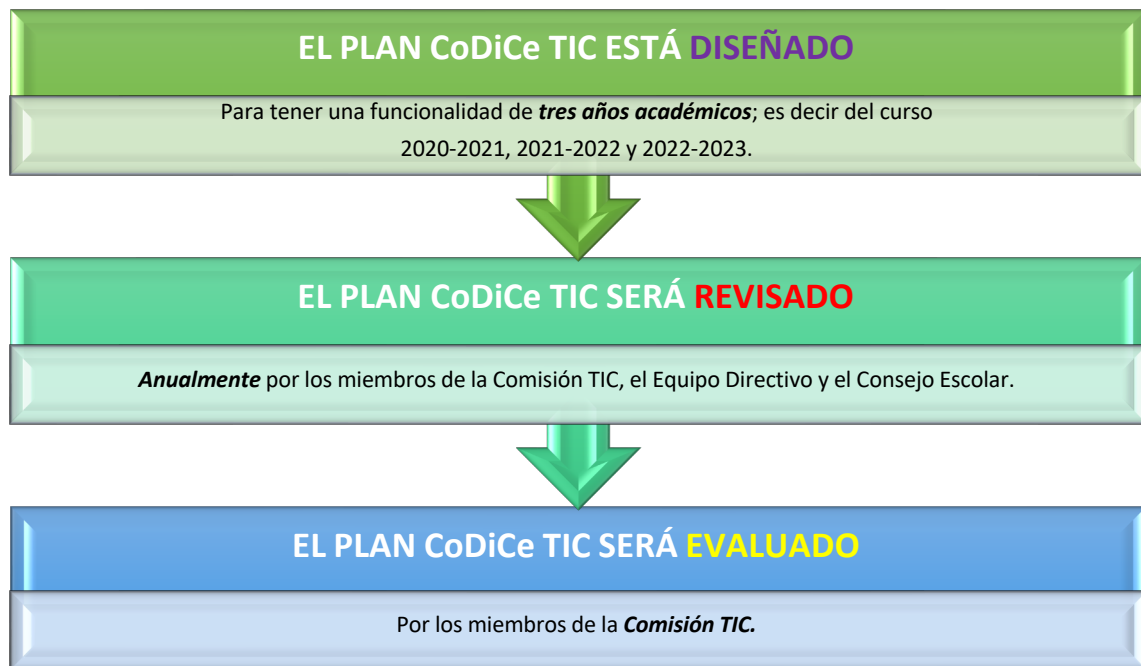 EL PLAN CoDiCe TIC ESTÁ DISEÑADO
Para tener una funcionalidad de tres años académicos; es decir del curso
2020-2021, 2021-2022 y 2022-2023.
EL PLAN CoDiCe TIC SERÁ REVISADO
Anualmente por los miembros de la Comisión TIC, el Equipo Directivo y el Consejo Escolar.
EL PLAN CoDiCe TIC SERÁ EVALUADO
Por los miembros de la Comisión TIC.